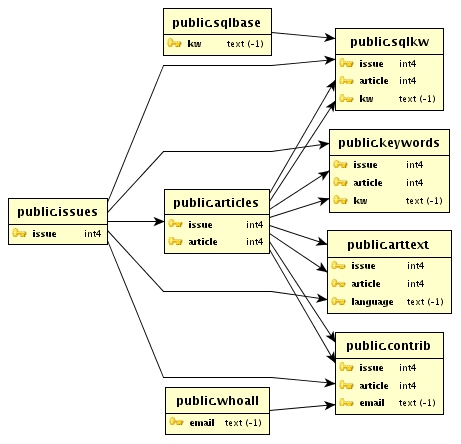 public.sqlbase
kw text (-1)
public.sqlkw
issue int4
article int4
kw text (-1)
public.keywords
issue int4
article int4
kw text (-1)
public.issues
issue int4
public.articles
issue int4
article int4
public.arttext
issue int4
article int4
language text (-1)
public.contrib
issue int4
article int4
email text (-1)
public.whoall
email text (-1)